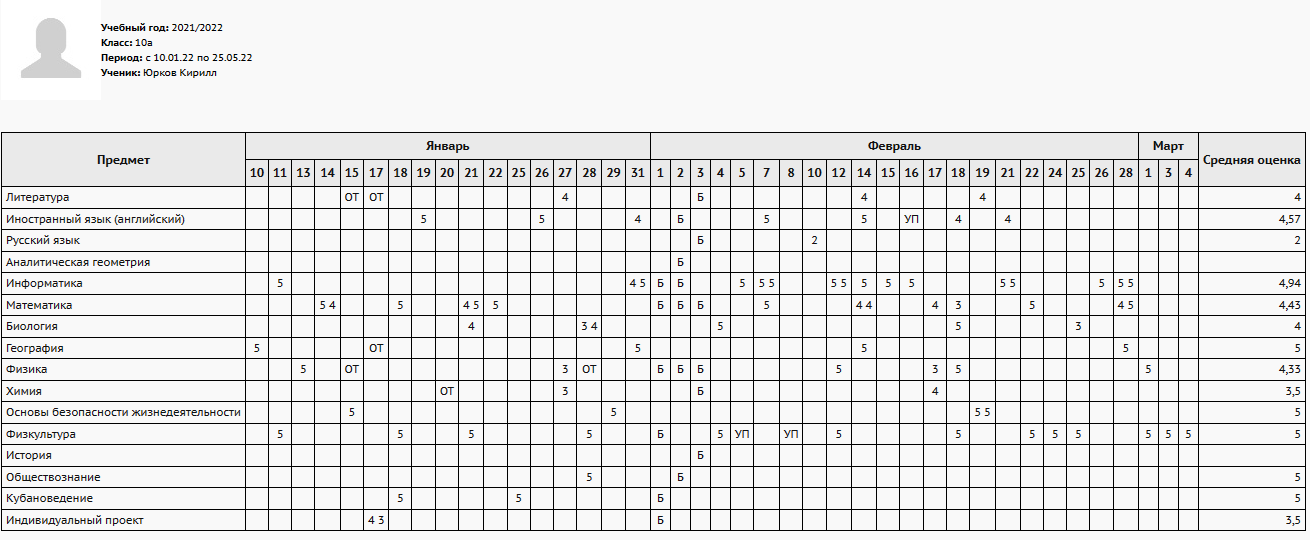 Учебный год: 2021/2022
Класс: 10а
Период: с 10.01.22 по 25.05.22
Ученик: Юрков Кирилл
Предмет Январь Февраль Март Средняя оценка
10 11 13 14 15 17 18 19 20 21 22 25 26 27 28 29 31 1 2 3 4 5 7 8 10 12 14 15 16 17 18 19 21 22 24 25 26 28 1 3 4
Литература ОТ ОТ 4 Б 4 4 4
Иностранный язык (английский) 5 5 4 Б 5 5 УП 4 4 4,57
Русский язык Б 2 2
Аналитическая геометрия Б
Информатика 5 4 5 Б Б 5 5 5 5 5 5 5 5 5 5 5 5 5 4,94
Математика 5 4 5 4 5 5 Б Б Б 5 4 4 4 3 5 4 5 4,43
Биология 4 3 4 5 5 3 4
География 5 ОТ 5 5 5 5
Физика 5 ОТ 3 ОТ Б Б Б 5 3 5 5 4,33
Химия ОТ 3 Б 4 3,5
Основы безопасности жизнедеятельности 5 5 5 5 5
Физкультура 5 5 5 5 Б 5 УП УП 5 5 5 5 5 5 5 5 5
История Б
Обществознание 5 Б 5
Кубановедение 5 5 Б 5
Индивидуальный проект 4 3 Б 3,5